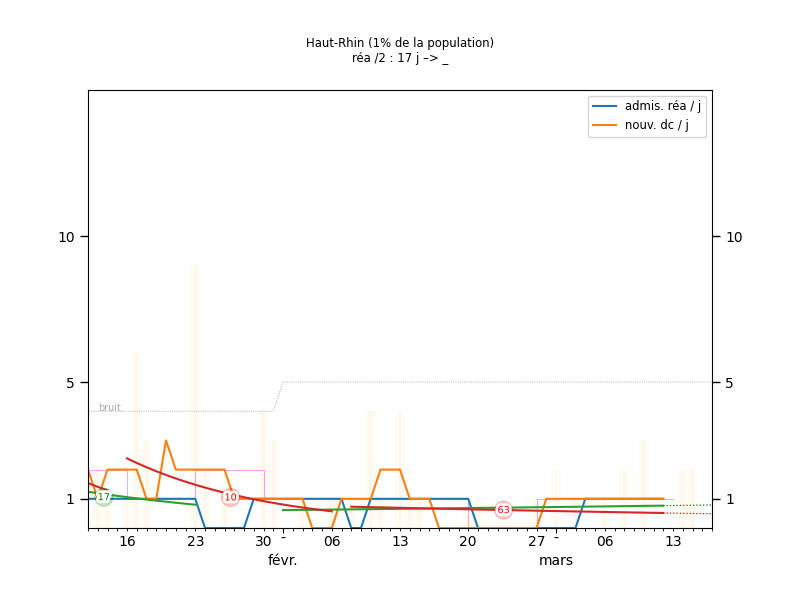 Haut-Rhin (1% de la population)
réa /2 : 17 j –> _
admis. réa / j
nouv. dc / j
10
10
5
5
bruit
1
17
10
63
1
16
23
30
-
06
13
20
27
-
06
13
févr.
mars